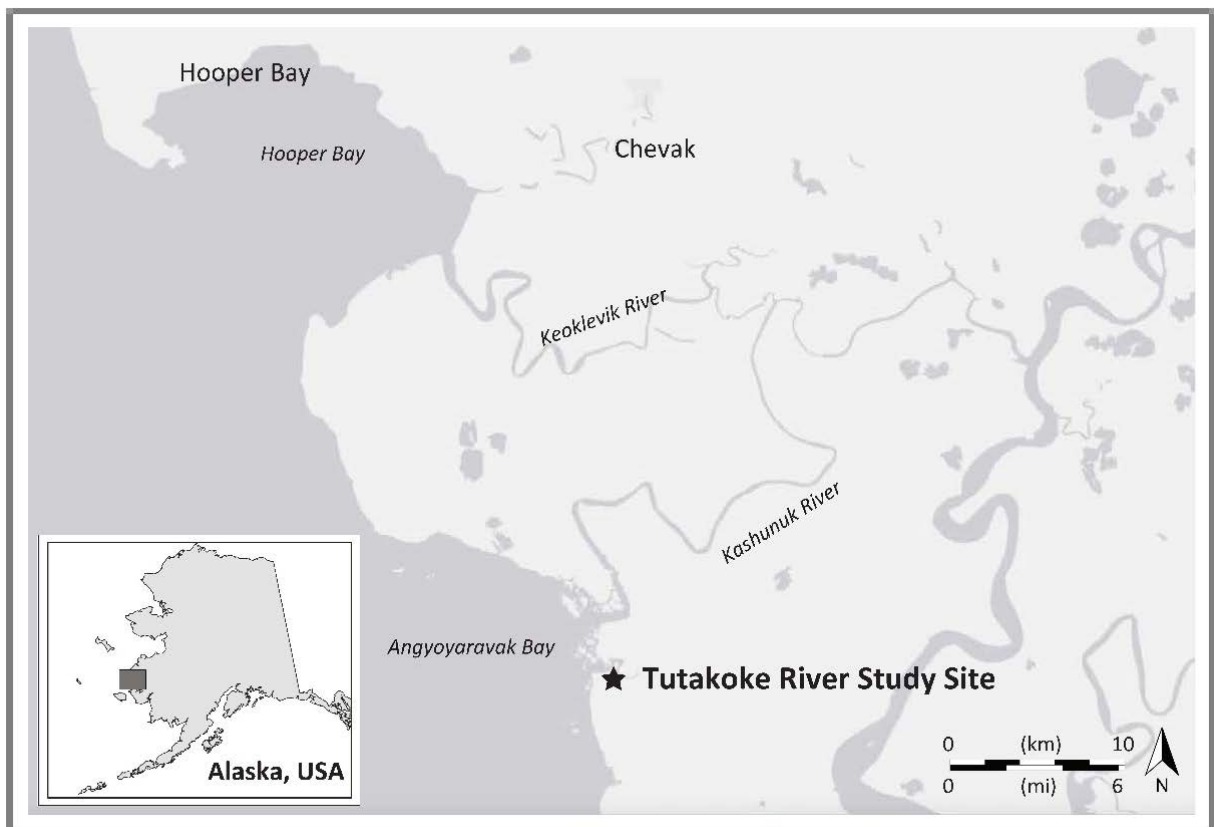 Hooper Bay
Hooper Bay
Chevak
Keoklevik River
Kashunuk River
Angyoyaravak Bay
Tutakoke River Study Site
Alaska, USA
0 (km) 10
0 (mi) 6
N